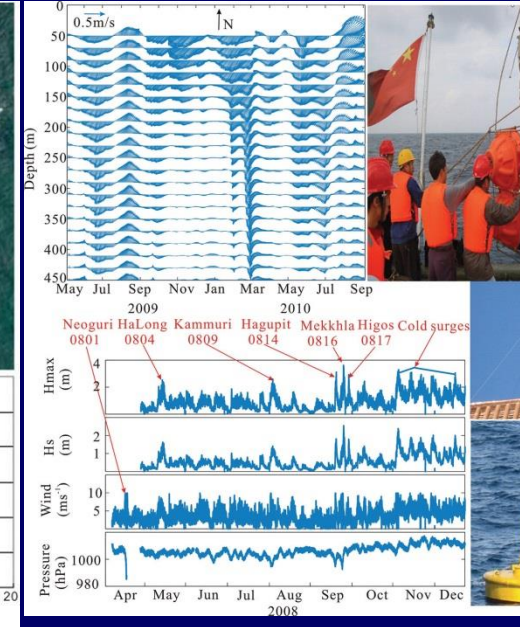 0.5m/s
N
0
50
100
150
200
250
300
350
400
450
Depth(m)
May Jul Sep Nov Jan Mar May Jul Sep
2009 2010
Neoguri HaLong Kammuri Hagupit Mekkhla Higos Cold surges
0801 0804 0809 0814 0816 0817
Hmax
(m)
4
2
Hs
(m)
2
1
Wind
(ms⁻¹)
10
5
Pressure
(hPa)
1000
980
Apr May Jun Jul Aug Sep Oct Nov Dec
2008
20